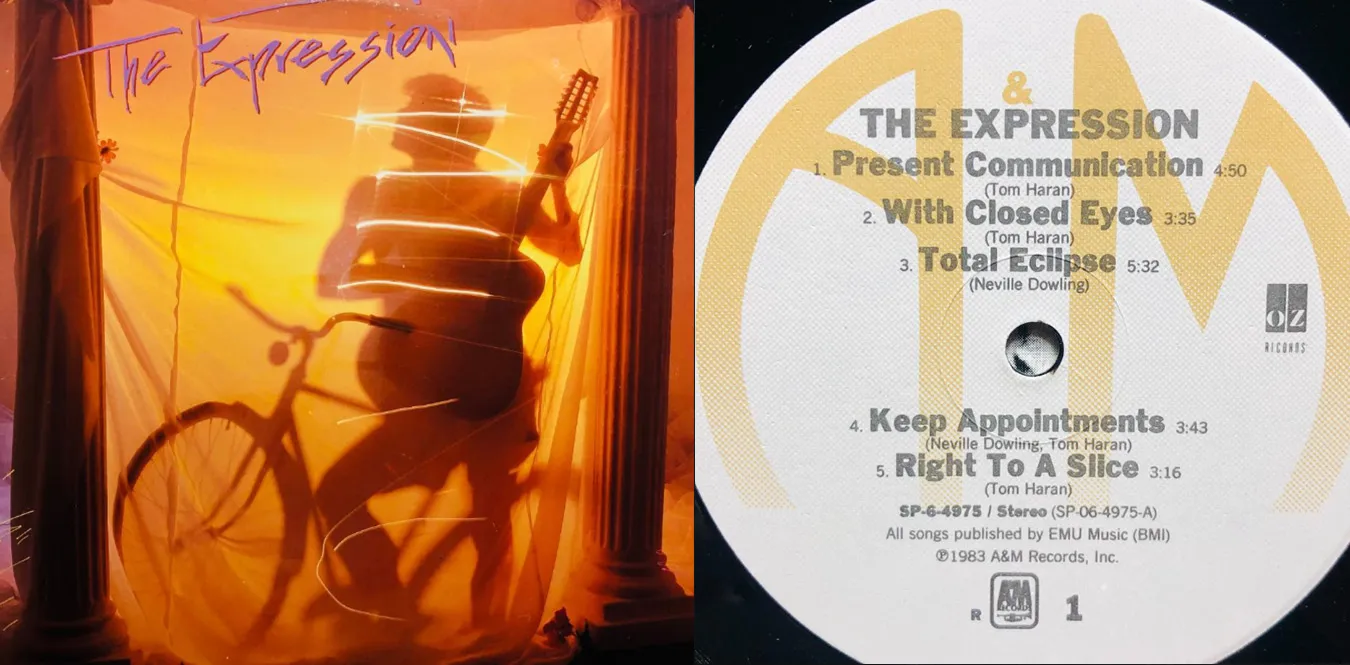 The Expression
&
THE EXPRESSION
1. Present Communication 4:50
(Tom Haran)
2. With Closed Eyes 3:35
(Tom Haran)
3. Total Eclipse 5:32
(Neville Dowling)
OZ
RECORDS
4. Keep Appointments 3:43
(Neville Dowling, Tom Haran)
5. Right To A Slice 3:16
(Tom Haran)
SP-6-4975 / Stereo (SP-06-4975-A)
All songs published by EMU Music (BMI)
℗1983 A&M Records, Inc.
R A&M 1